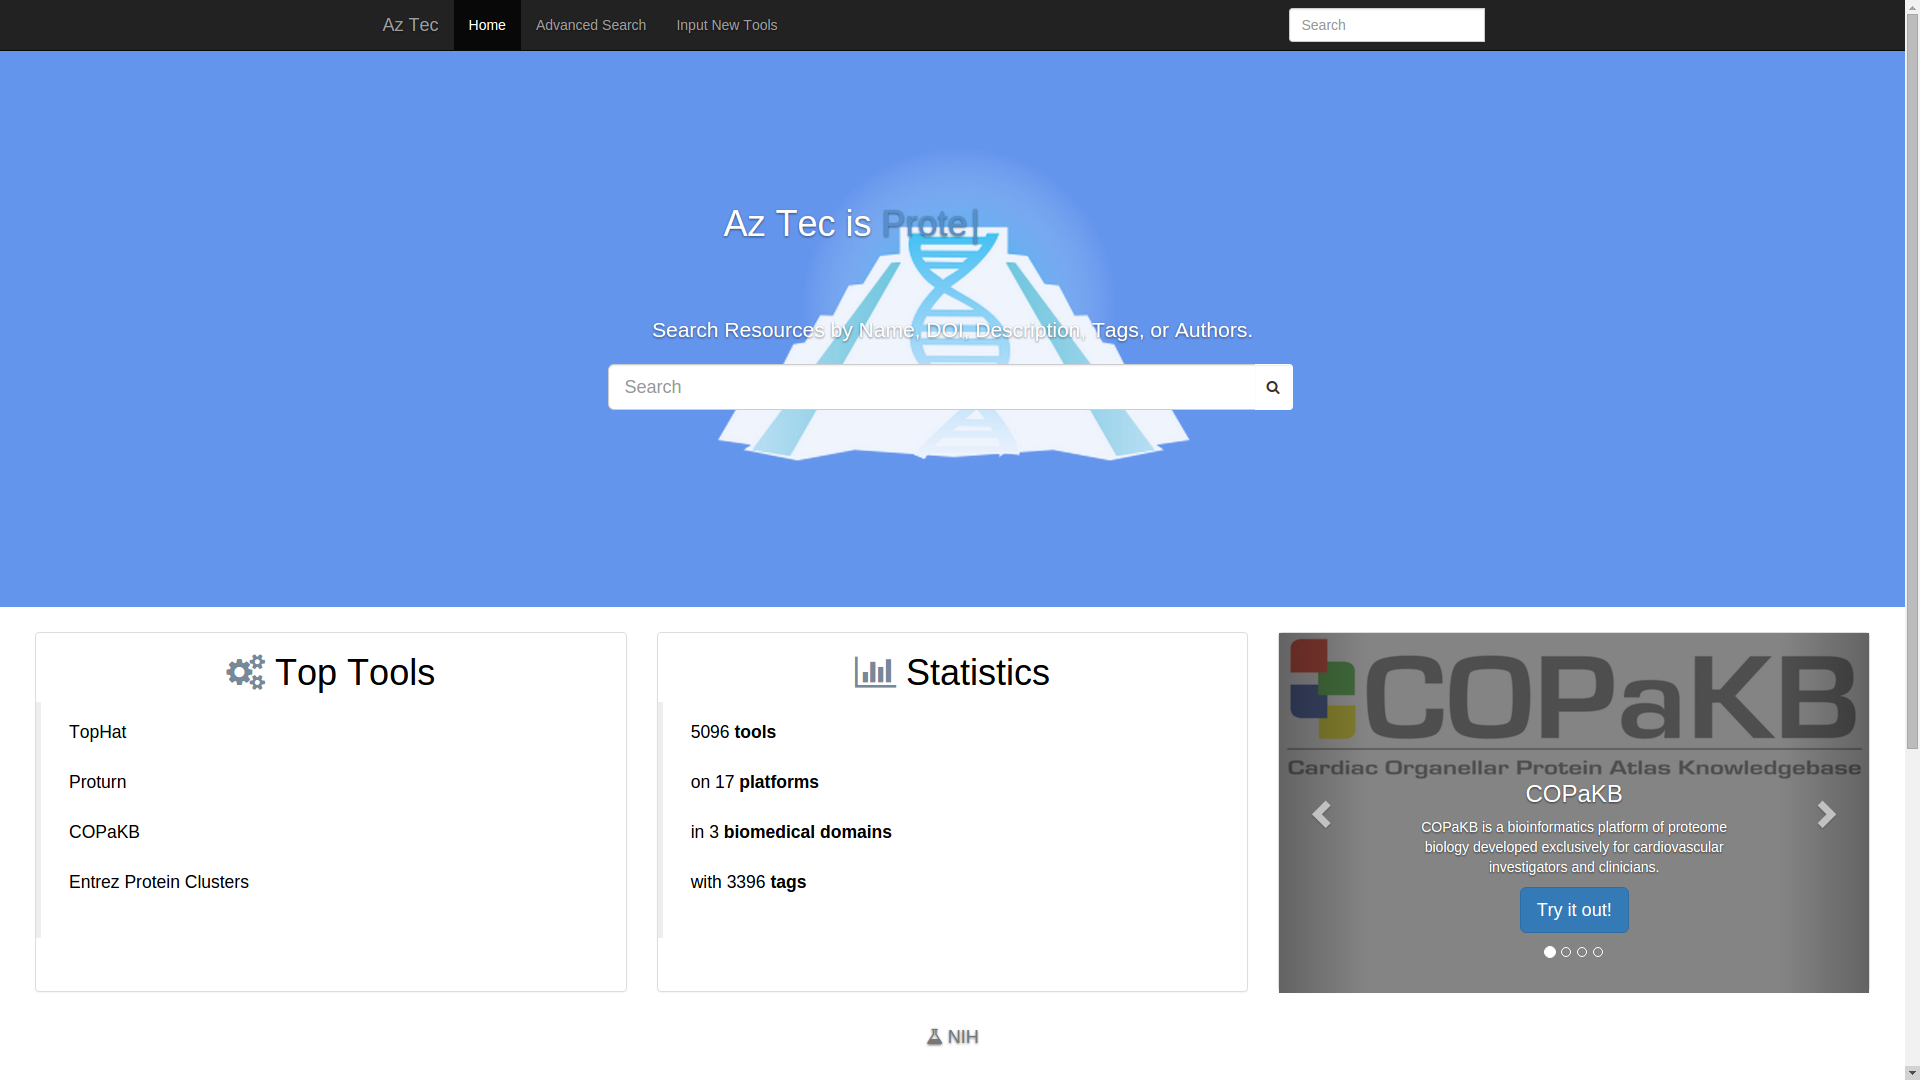 Az Tec Home Advanced Search Input New Tools Search
Az Tec is Prote|
Search Resources by Name, DOI, Description, Tags, or Authors.
Search
Top Tools
TopHat
Proturn
COPaKB
Entrez Protein Clusters
Statistics
5096 tools
on 17 platforms
in 3 biomedical domains
with 3396 tags
COPaKB
Cardiac Organellar Protein Atlas Knowledgebase
COPaKB
COPaKB is a bioinformatics platform of proteome
biology developed exclusively for cardiovascular
investigators and clinicians.
Try it out!
NIH